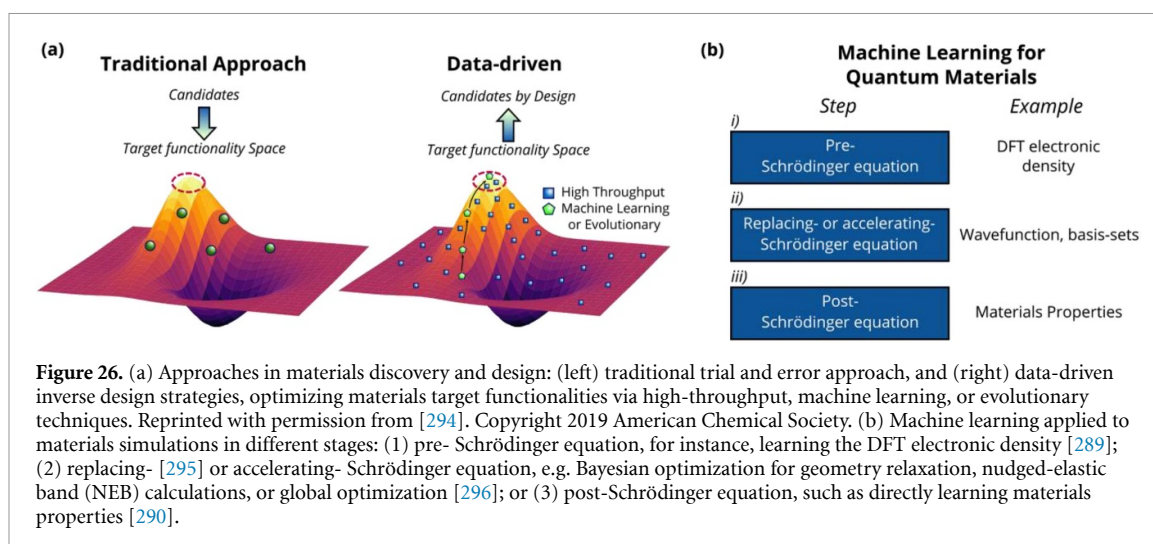 (a)
Traditional Approach
Candidates
Target functionality Space
Data-driven
Candidates by Design
Target functionality Space
High Throughput
Machine Learning
or Evolutionary
(b)
Machine Learning for
Quantum Materials
Step
Example
i)
Pre-
Schrödinger equation
DFT electronic
density
ii)
Replacing- or accelerating-
Schrödinger equation
Wavefunction, basis-sets
iii)
Post-
Schrödinger equation
Materials Properties
Figure 26. (a) Approaches in materials discovery and design: (left) traditional trial and error approach, and (right) data-driven
inverse design strategies, optimizing materials target functionalities via high-throughput, machine learning, or evolutionary
techniques. Reprinted with permission from [294]. Copyright 2019 American Chemical Society. (b) Machine learning applied to
materials simulations in different stages: (1) pre- Schrödinger equation, for instance, learning the DFT electronic density [289];
(2) replacing- [295] or accelerating- Schrödinger equation, e.g. Bayesian optimization for geometry relaxation, nudged-elastic
band (NEB) calculations, or global optimization [296]; or (3) post-Schrödinger equation, such as directly learning materials
properties [290].